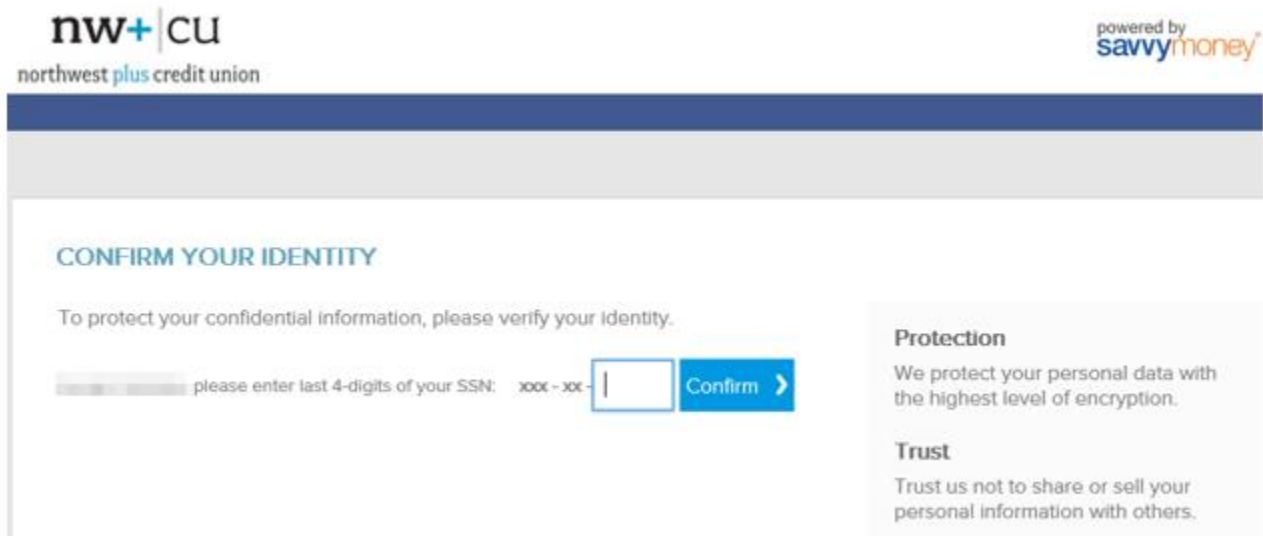 nw+|cu
northwest plus credit union
powered by
savvymoney
CONFIRM YOUR IDENTITY
To protect your confidential information, please verify your identity.
please enter last 4-digits of your SSN: xxx - xx -
Confirm
Protection
We protect your personal data with
the highest level of encryption.
Trust
Trust us not to share or sell your
personal information with others.